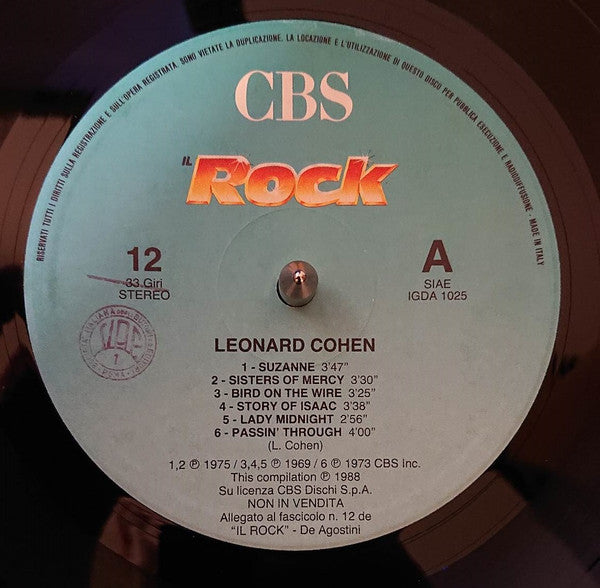 RISERVATI TUTTI I DIRITTI SULLA REGISTRAZIONE E SULL'OPERA REGISTRATA. SONO VIETATE LA DUPLICAZIONE. LA LOCAZIONE E L'UTILIZZAZIONE DI QUESTO DISCO PER PUBBLICA ESECUZIONE E RADIODIFFUSIONE - MADE IN ITALY
CBS
IL Rock
12
33 Giri
STEREO
A
SIAE
IGDA 1025
LEONARD COHEN
1 - SUZANNE 3'47"
2 - SISTERS OF MERCY 3'30"
3 - BIRD ON THE WIRE 3'25"
4 - STORY OF ISAAC 3'38"
5 - LADY MIDNIGHT 2'56"
6 - PASSIN' THROUGH 4'00"
(L. Cohen)
1,2 ℗ 1975 / 3,4,5 ℗ 1969 / 6 ℗ 1973 CBS Inc.
This compilation ℗ 1988
Su licenza CBS Dischi S.p.A.
NON IN VENDITA
Allegato al fascicolo n. 12 de
"IL ROCK" - De Agostini